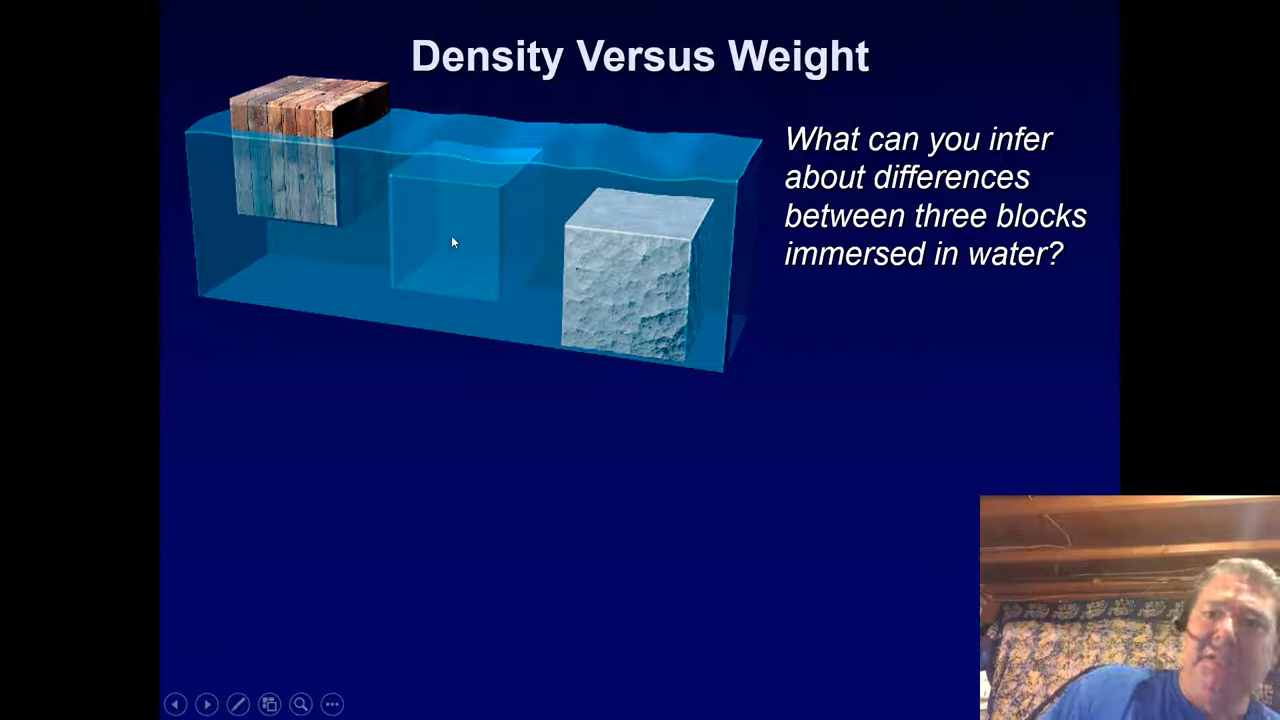 Density Versus Weight
What can you infer
about differences
between three blocks
immersed in water?